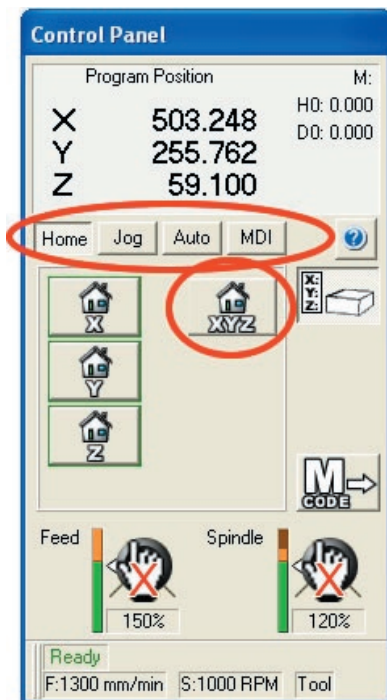 Control Panel
Program Position M:
X 503.248 H0: 0.000
Y 255.762 D0: 0.000
Z 59.100
Home Jog Auto MDI ?
X XYZ X:
Y:
Z:
Y
Z
M
CODE
Feed Spindle
150% 120%
Ready
F:1300 mm/min S:1000 RPM Tool